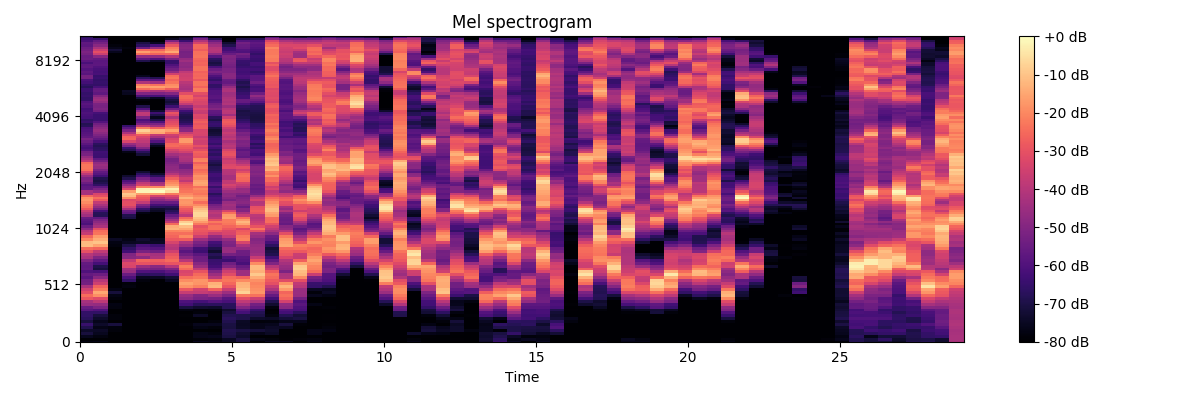 Mel spectrogram
8192
4096
2048
1024
512
0
Hz
0 5 10 15 20 25
Time
+0 dB
-10 dB
-20 dB
-30 dB
-40 dB
-50 dB
-60 dB
-70 dB
-80 dB